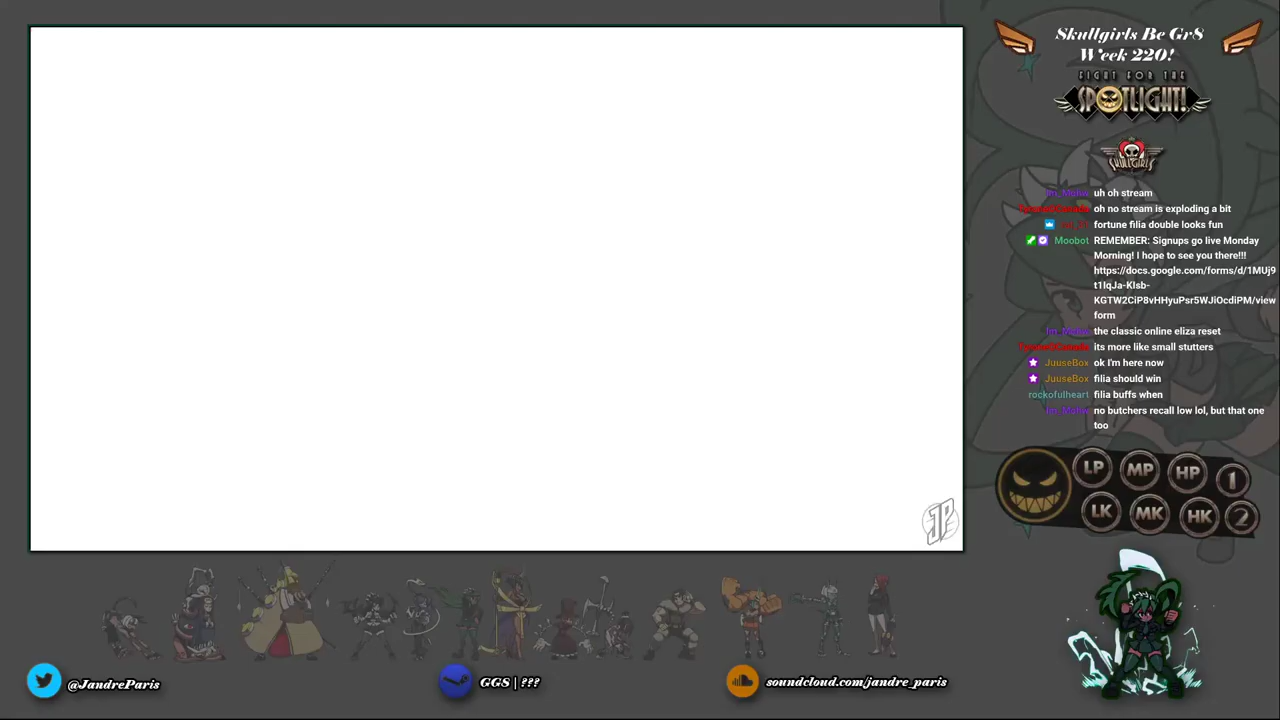 Skullgirls Be Gr8
Week 220!
FIGHT FOR THE
SPOTLIGHT!
SKULLGIRLS
uh oh stream
oh no stream is exploding a bit
fortune filia double looks fun
Moobot REMEMBER: Signups go live Monday
Morning! I hope to see you there!!!
https://docs.google.com/forms/d/1MUj9
t1IqJa-KIsb-
KGTW2CiP8vHHyuPsr5WJiOcdiPM/view
form
the classic online eliza reset
its more like small stutters
JuuseBox ok I'm here now
JuuseBox filia should win
rockofulheart filia buffs when
no butchers recall low lol, but that one
too
LP MP HP 1
LK MK HK 2
JP
@JandreParis
GGS | ???
soundcloud.com/jandre_paris